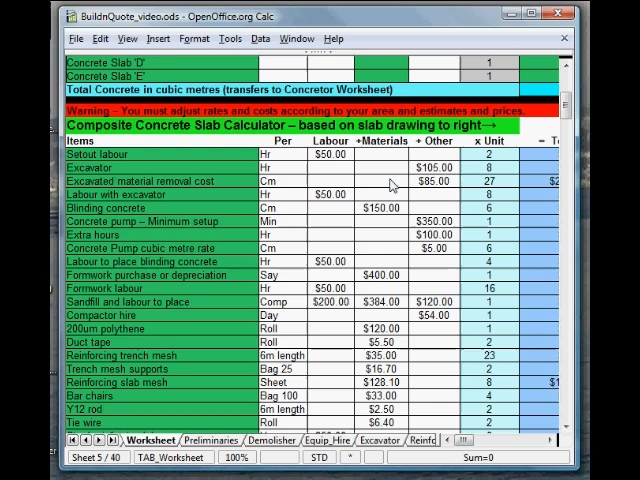 BuildnQuote_video.ods - OpenOffice.org Calc
File Edit View Insert Format Tools Data Window Help
Concrete Slab 'D' 1
Concrete Slab 'E' 1
Total Concrete in cubic metres (transfers to Concretor Worksheet)
Warning – You must adjust rates and costs according to your area and estimates and prices.
Composite Concrete Slab Calculator – based on slab drawing to right→
Items Per Labour +Materials + Other x Unit = T
Setout labour Hr $50.00 2
Excavator Hr $105.00 8
Excavated material removal cost Cm $85.00 27 $2
Labour with excavator Hr $50.00 8
Blinding concrete Cm $150.00 6
Concrete pump – Minimum setup Min $350.00 1
Extra hours Hr $100.00 1
Concrete Pump cubic metre rate Cm $5.00 6
Labour to place blinding concrete Hr $50.00 4
Formwork purchase or depreciation Say $400.00 1
Formwork labour Hr $50.00 16
Sandfill and labour to place Comp $200.00 $384.00 $120.00 1
Compactor hire Day $54.00 1
200um polythene Roll $120.00 1
Duct tape Roll $5.50 2
Reinforcing trench mesh 6m length $35.00 23
Trench mesh supports Bag 25 $16.70 2
Reinforcing slab mesh Sheet $128.10 8 $1
Bar chairs Bag 100 $33.00 4
Y12 rod 6m length $2.50 2
Tie wire Roll $6.40 2
Worksheet Preliminaries Demolisher Equip_Hire Excavator Reinfo
Sheet 5 / 40 TAB_Worksheet 100% STD * Sum=0